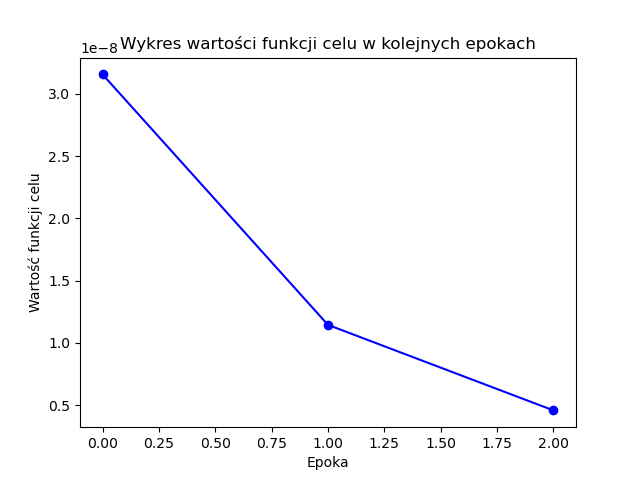 Wykres wartości funkcji celu w kolejnych epokach
1e−8
3.0
2.5
2.0
1.5
1.0
0.5
Wartość funkcji celu
0.00 0.25 0.50 0.75 1.00 1.25 1.50 1.75 2.00
Epoka